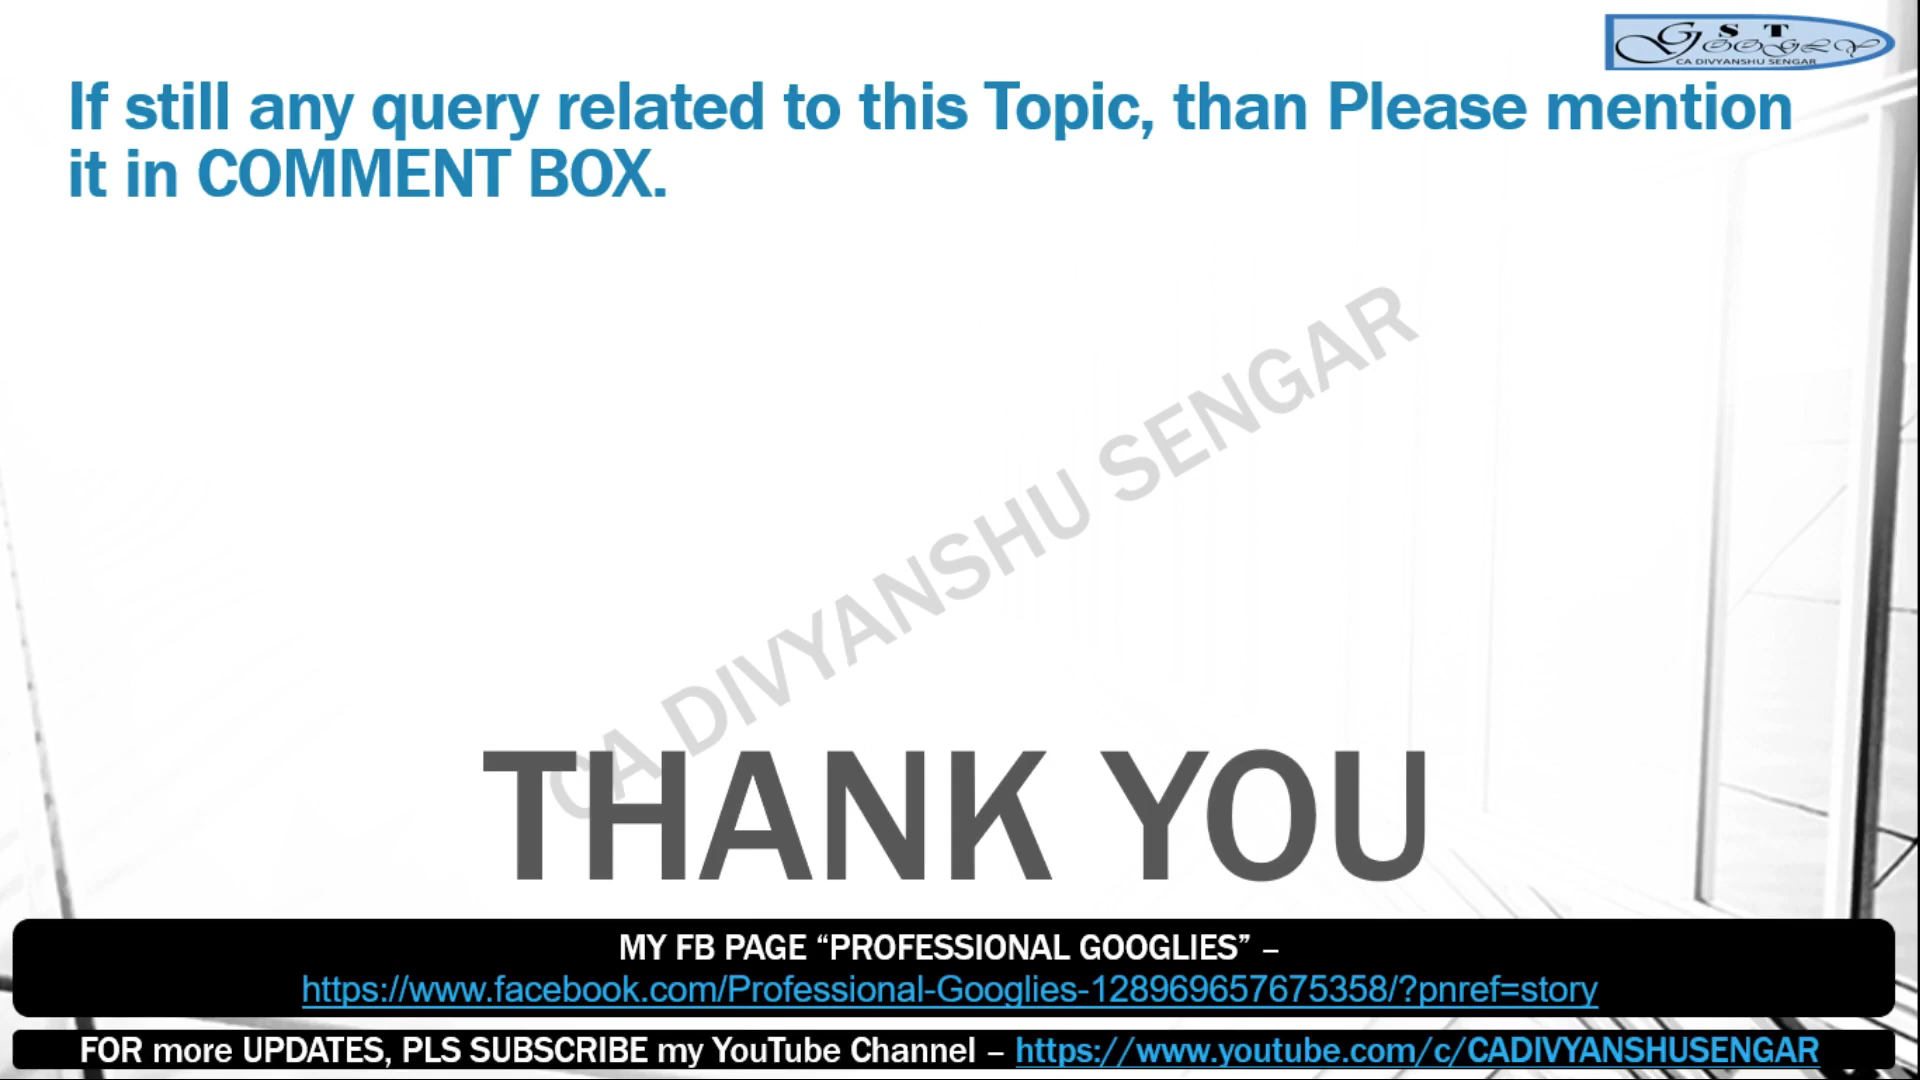 G S T
GOOGLY
CA DIVYANSHU SENGAR
If still any query related to this Topic, than Please mention
it in COMMENT BOX.
CA DIVYANSHU SENGAR
THANK YOU
MY FB PAGE “PROFESSIONAL GOOGLIES” –
https://www.facebook.com/Professional-Googlies-128969657675358/?pnref=story
FOR more UPDATES, PLS SUBSCRIBE my YouTube Channel – https://www.youtube.com/c/CADIVYANSHUSENGAR